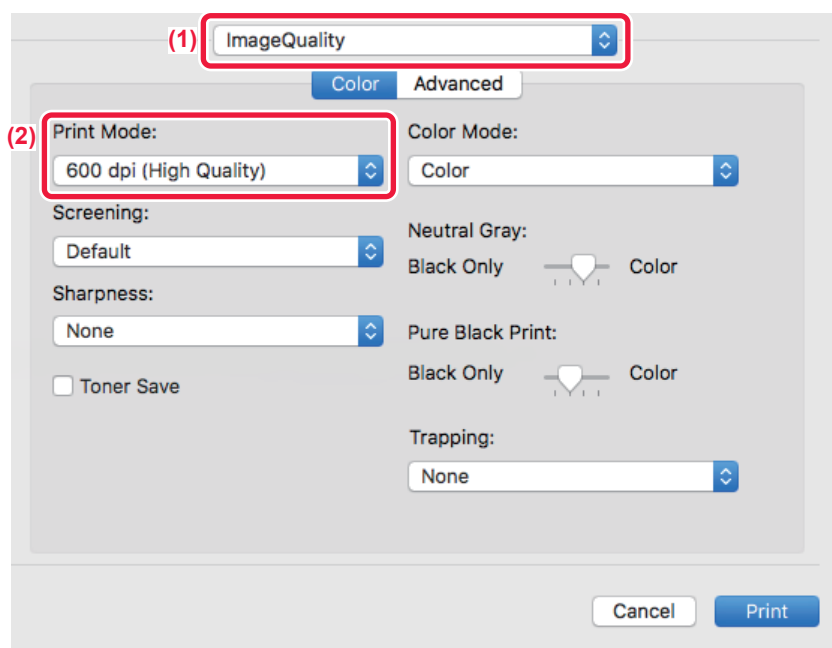 (1) ImageQuality
Color Advanced
(2) Print Mode:
600 dpi (High Quality)
Screening:
Default
Sharpness:
None
Toner Save
Color Mode:
Color
Neutral Gray:
Black Only Color
Pure Black Print:
Black Only Color
Trapping:
None
Cancel Print